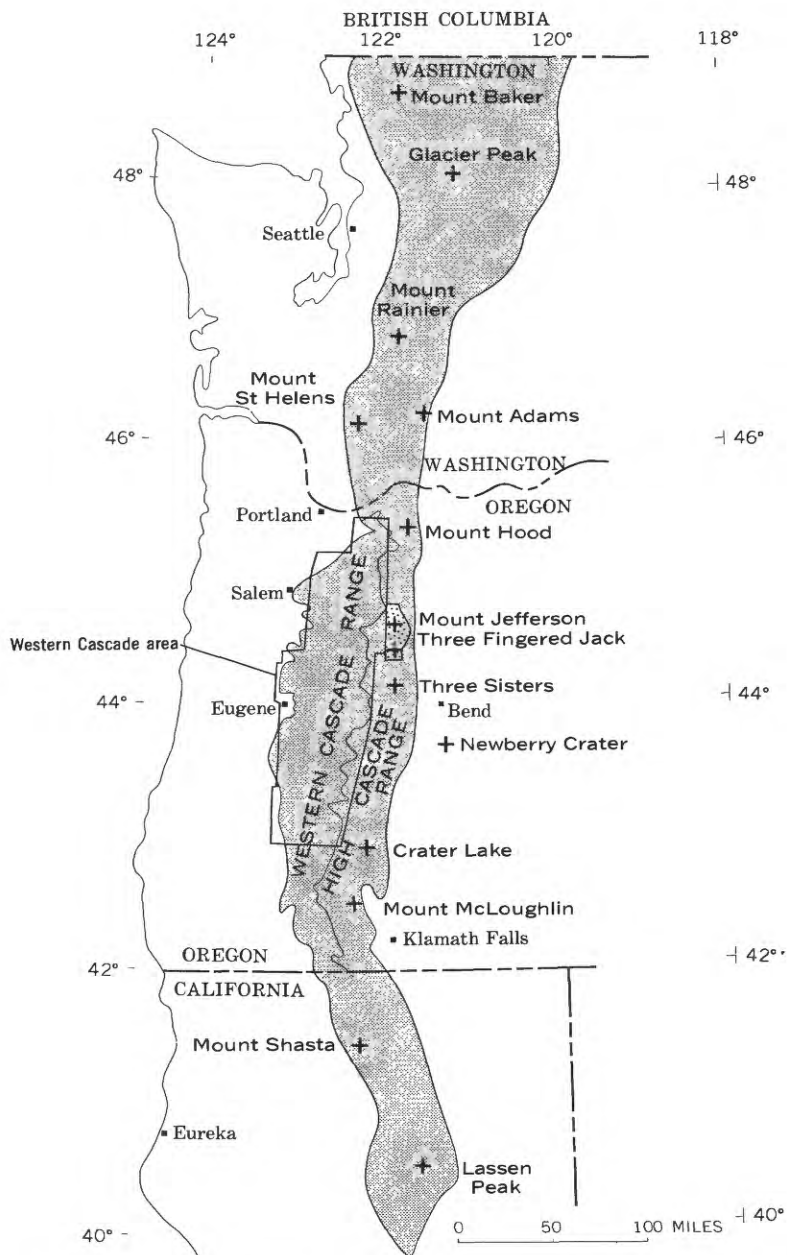 BRITISH COLUMBIA
124° 122° 120° 118°
WASHINGTON
Mount Baker
Glacier Peak
48° 48°
Seattle
Mount
Rainier
Mount
St Helens
Mount Adams
46° 46°
WASHINGTON
OREGON
Portland
Mount Hood
Salem
WESTERN CASCADE RANGE
Mount Jefferson
Three Fingered Jack
Western Cascade area
Three Sisters
44° 44°
Eugene
Bend
HIGH CASCADE
RANGE
Newberry Crater
Crater Lake
Mount McLoughlin
Klamath Falls
OREGON
42° 42°
CALIFORNIA
Mount Shasta
Eureka
Lassen
Peak
40° 40°
0 50 100 MILES